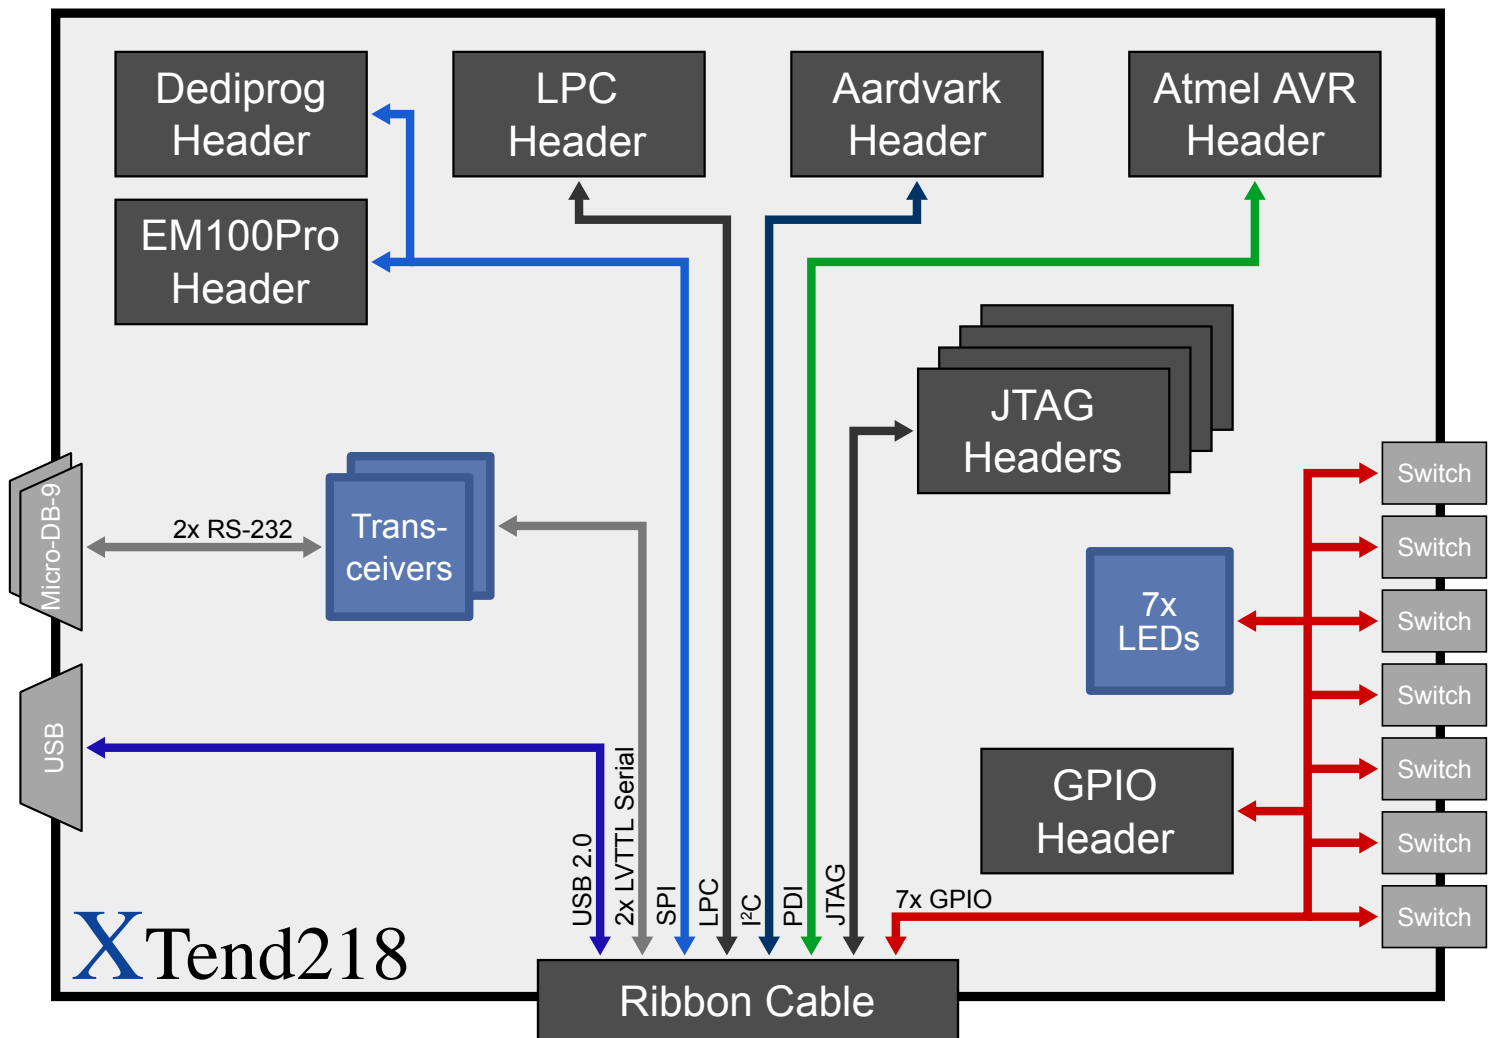 Dediprog
Header
LPC
Header
Aardvark
Header
Atmel AVR
Header
EM100Pro
Header
JTAG
Headers
Micro-DB-9
2x RS-232
Trans-
ceivers
7x
LEDs
Switch
Switch
Switch
Switch
Switch
Switch
Switch
USB
GPIO
Header
USB 2.0
2x LVTTL Serial
SPI
LPC
I²C
PDI
JTAG
7x GPIO
XTend218
Ribbon Cable